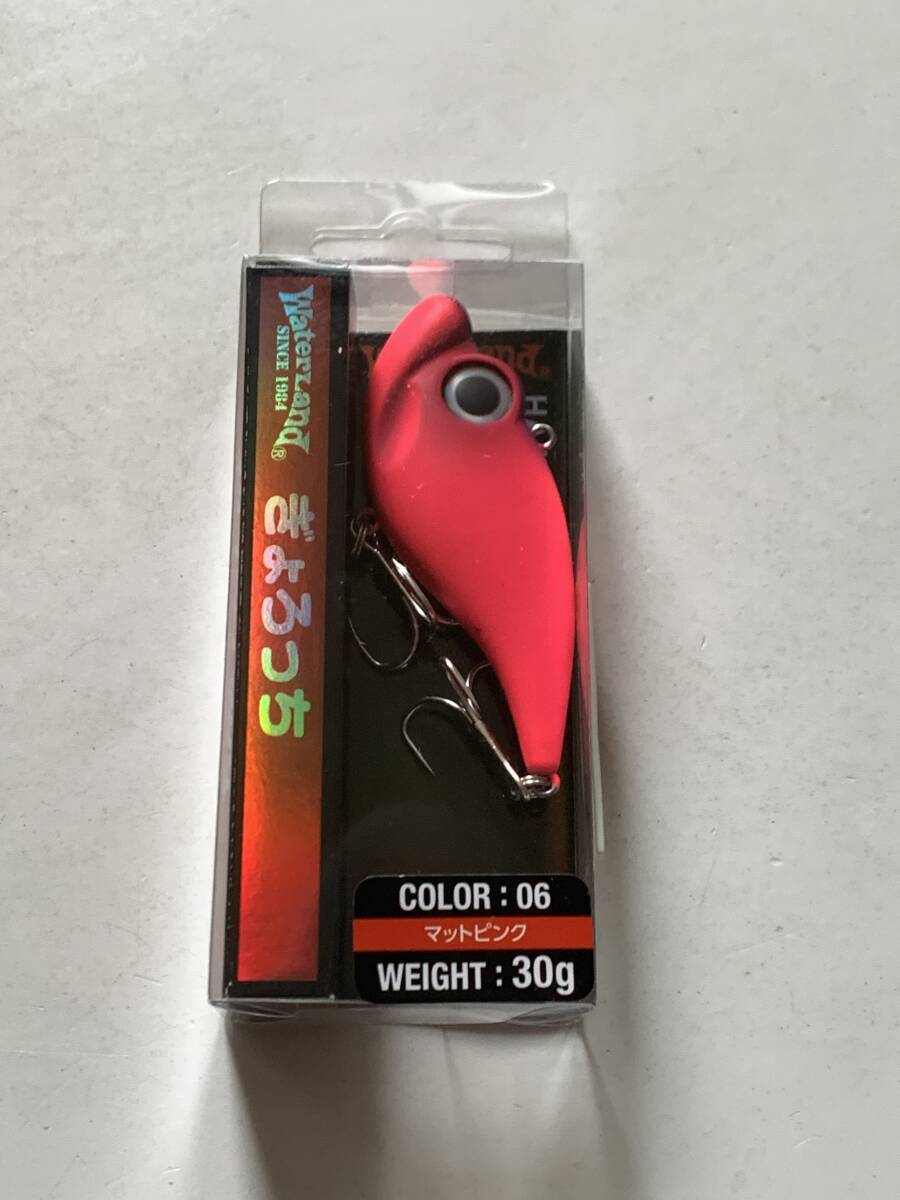 WaterLand®
SINCE 1984
ぎょろっち
COLOR : 06
マットピンク
WEIGHT : 30g